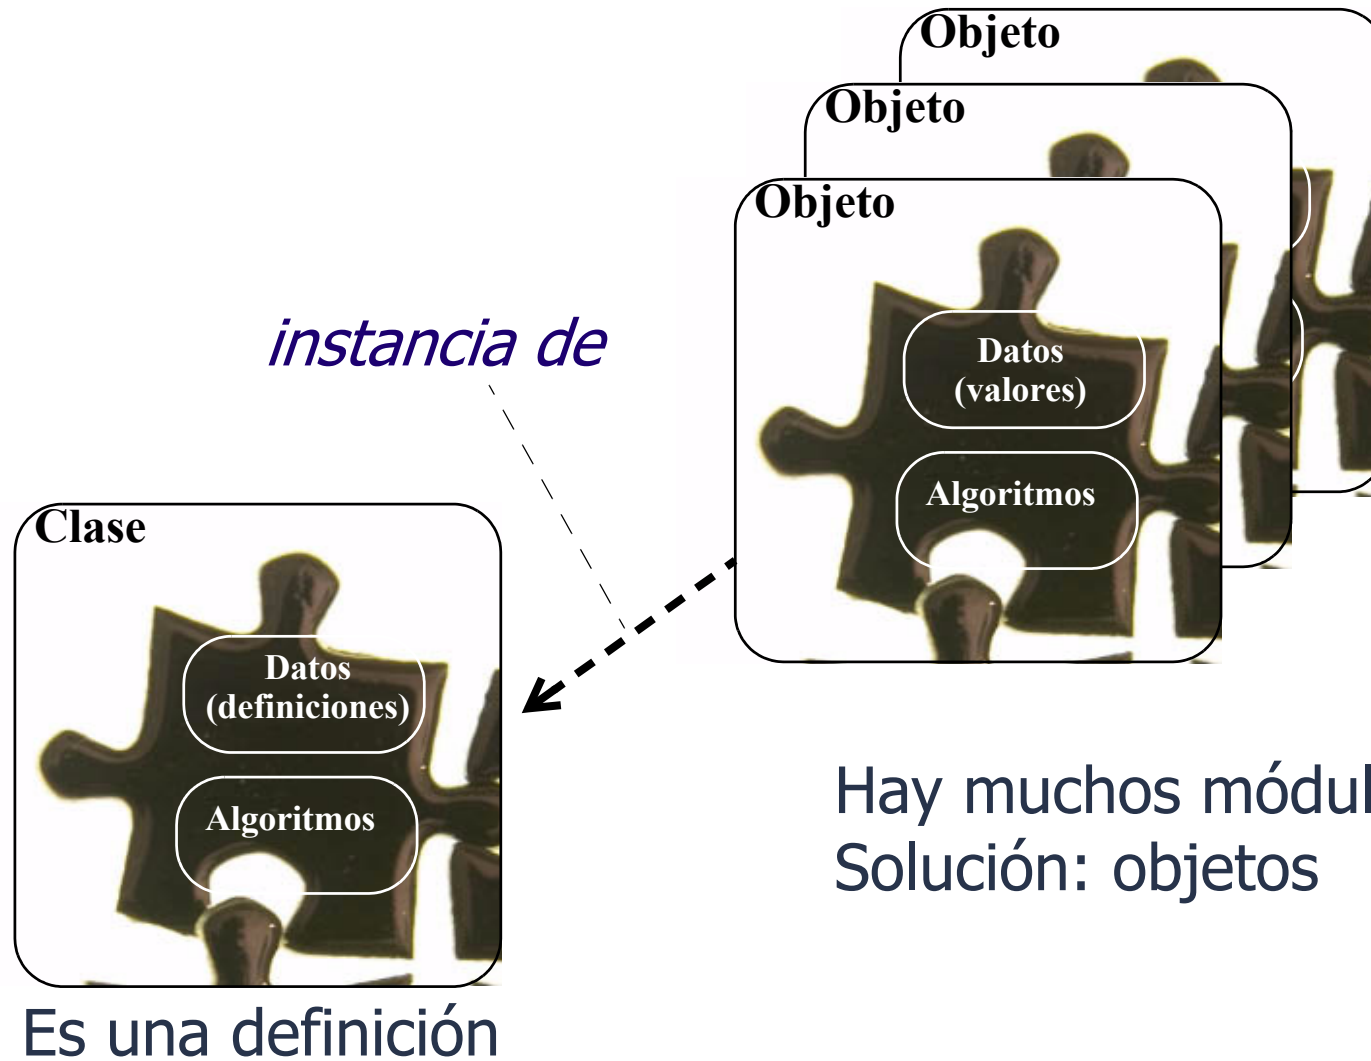 Objeto
Objeto
Objeto
Datos
(valores)
Algoritmos
instancia de
Clase
Datos
(definiciones)
Algoritmos
Es una definición
Hay muchos módul
Solución: objetos